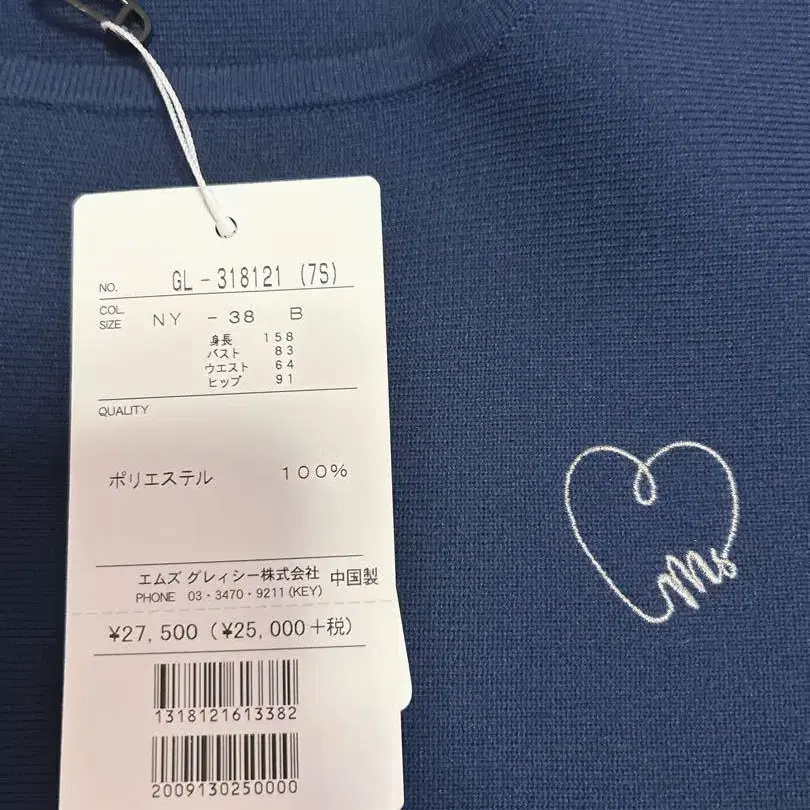 NO. GL-318121 (7S)
COL.
SIZE NY - 38 B
身長 158
バスト 83
ウエスト 64
ヒップ 91
QUALITY
ポリエステル 100%
エムズ グレィシー株式会社 中国製
PHONE 03・3470・9211(KEY)
¥27,500 (¥25,000+税)
1318121613382
2009130250000
Ms